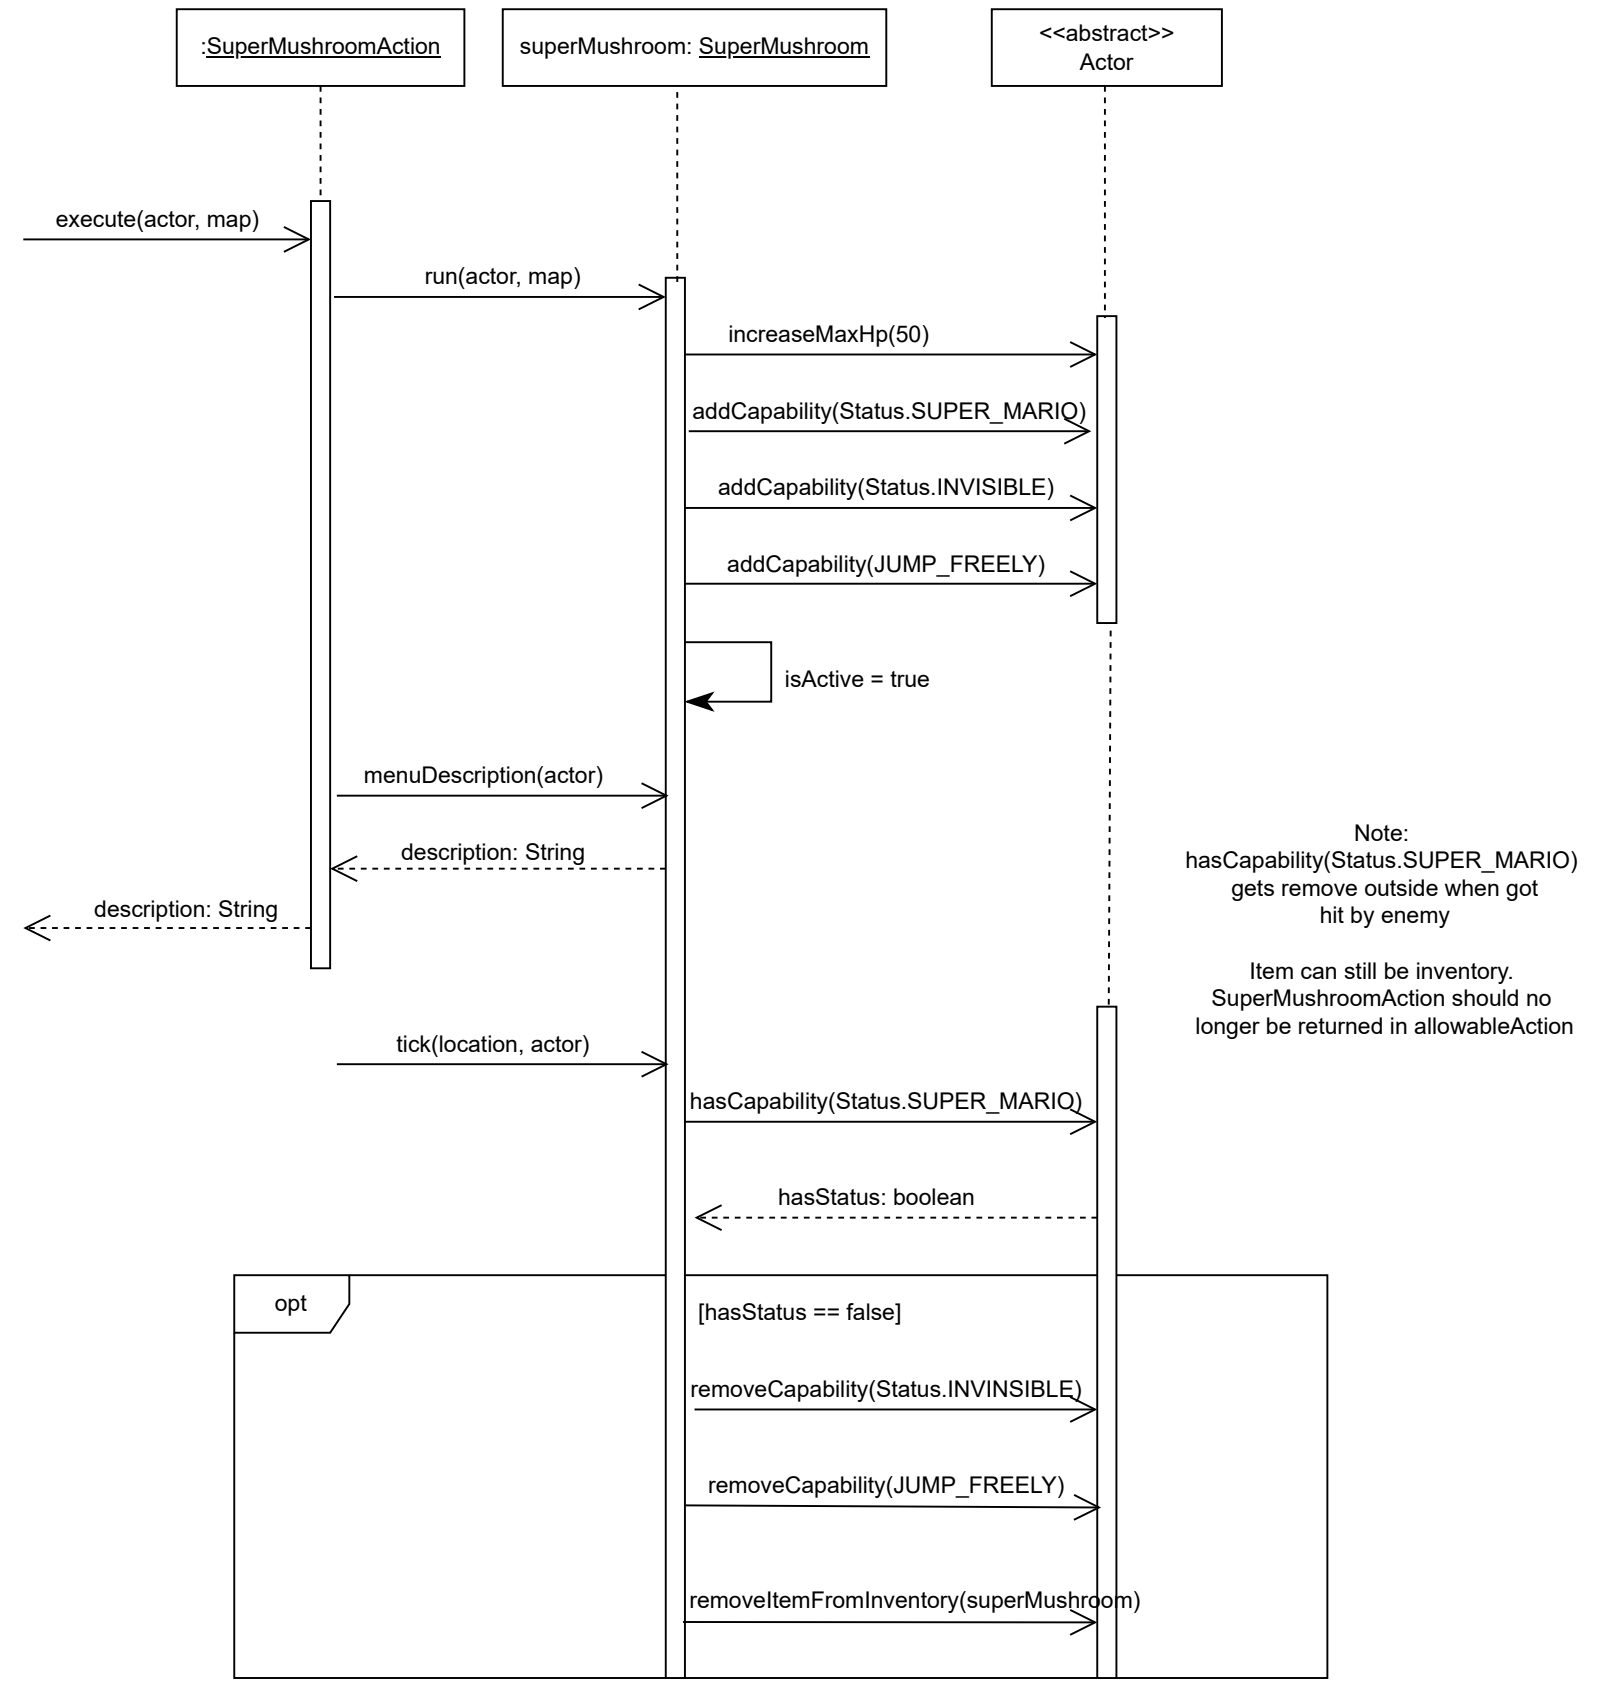 :SuperMushroomAction
superMushroom: SuperMushroom
<<abstract>>
Actor
execute(actor, map)
run(actor, map)
increaseMaxHp(50)
addCapability(Status.SUPER_MARIO)
addCapability(Status.INVISIBLE)
addCapability(JUMP_FREELY)
isActive = true
menuDescription(actor)
description: String
description: String
Note:
hasCapability(Status.SUPER_MARIO)
gets remove outside when got
hit by enemy
Item can still be inventory.
SuperMushroomAction should no
longer be returned in allowableAction
tick(location, actor)
hasCapability(Status.SUPER_MARIO)
hasStatus: boolean
opt
[hasStatus == false]
removeCapability(Status.INVINSIBLE)
removeCapability(JUMP_FREELY)
removeItemFromInventory(superMushroom)